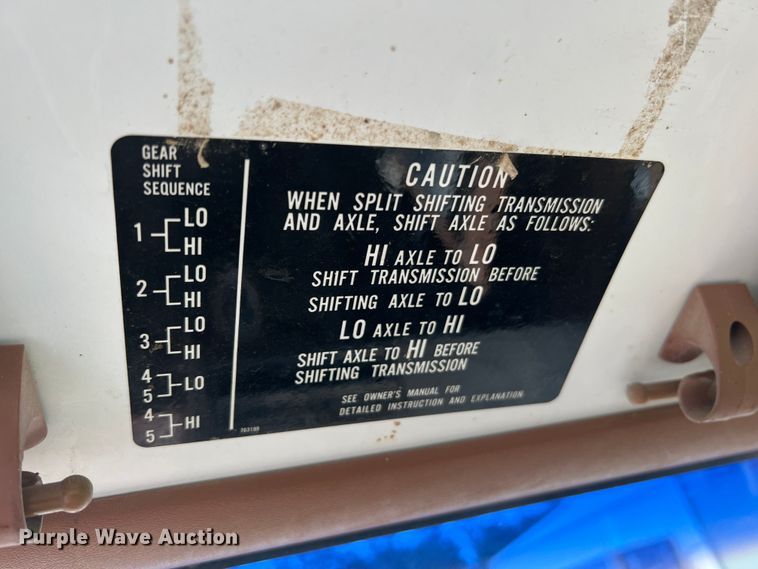 GEAR
SHIFT
SEQUENCE
1 LO
HI
2 LO
HI
3 LO
HI
4
5 LO
4
5 HI
CAUTION
WHEN SPLIT SHIFTING TRANSMISSION
AND AXLE, SHIFT AXLE AS FOLLOWS:
HI AXLE TO LO
SHIFT TRANSMISSION BEFORE
SHIFTING AXLE TO LO
LO AXLE TO HI
SHIFT AXLE TO HI BEFORE
SHIFTING TRANSMISSION
SEE OWNER'S MANUAL FOR
DETAILED INSTRUCTION AND EXPLANATION
Purple Wave Auction